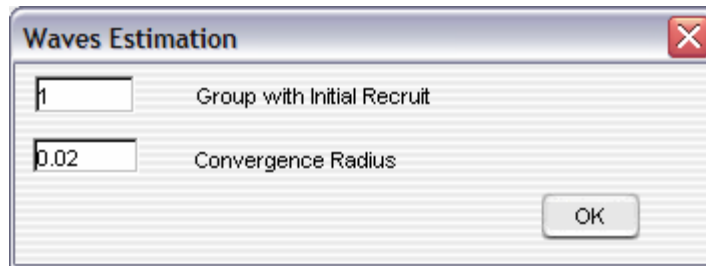 Waves Estimation
1 Group with Initial Recruit
0.02 Convergence Radius
OK